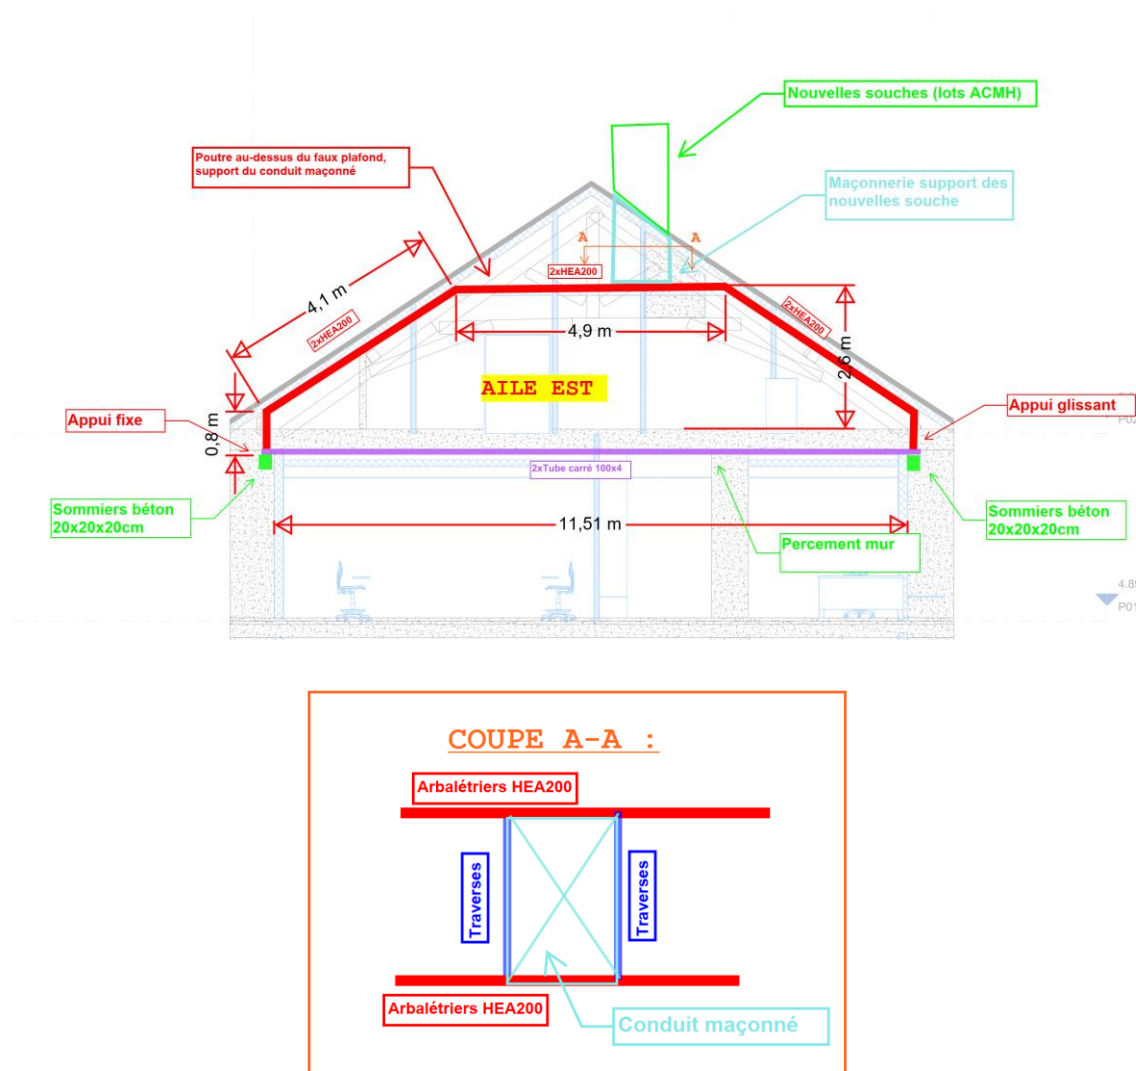 Nouvelles souches (lots ACMH)
Poutre au-dessus du faux plafond,
support du conduit maçonné
Maçonnerie support des
nouvelles souche
A
A
2xHEA200
4,1 m
2xHEA200
2xHEA200
4,9 m
2,6 m
AILE EST
Appui fixe
Appui glissant
0,8 m
2xTube carré 100x4
Sommiers béton
20x20x20cm
11,51 m
Sommiers béton
20x20x20cm
Percement mur
P01
COUPE A-A :
Arbalétriers HEA200
Traverses
Traverses
Arbalétriers HEA200
Conduit maçonné